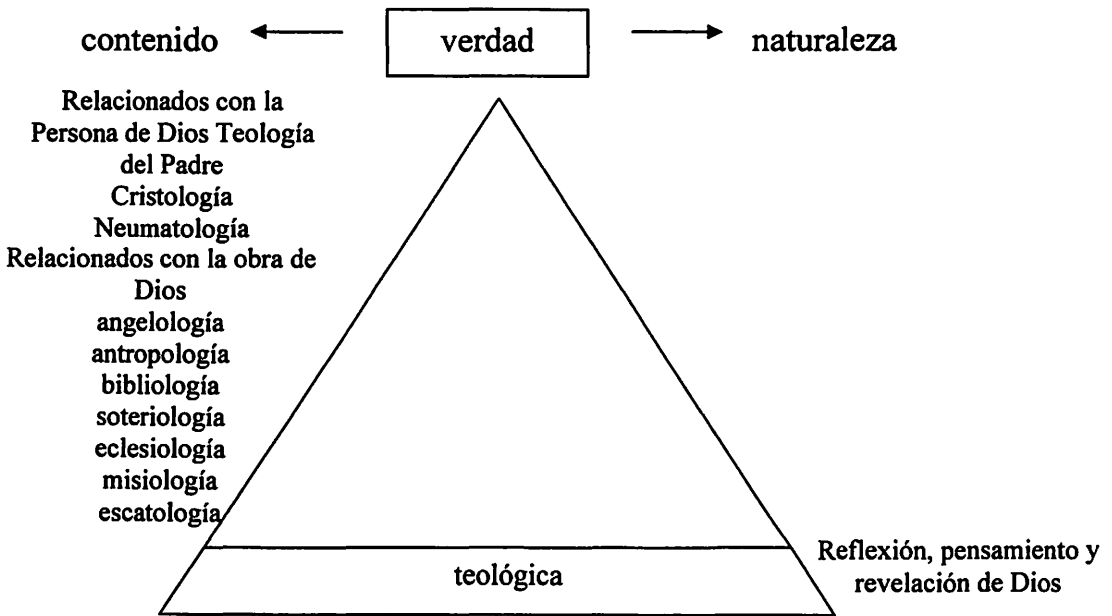 contenido verdad naturaleza
Relacionados con la
Persona de Dios Teología
del Padre
Cristología
Neumatología
Relacionados con la obra de
Dios
angelología
antropología
bibliología
soteriología
eclesiología
misiología
escatología
teológica
Reflexión, pensamiento y
revelación de Dios